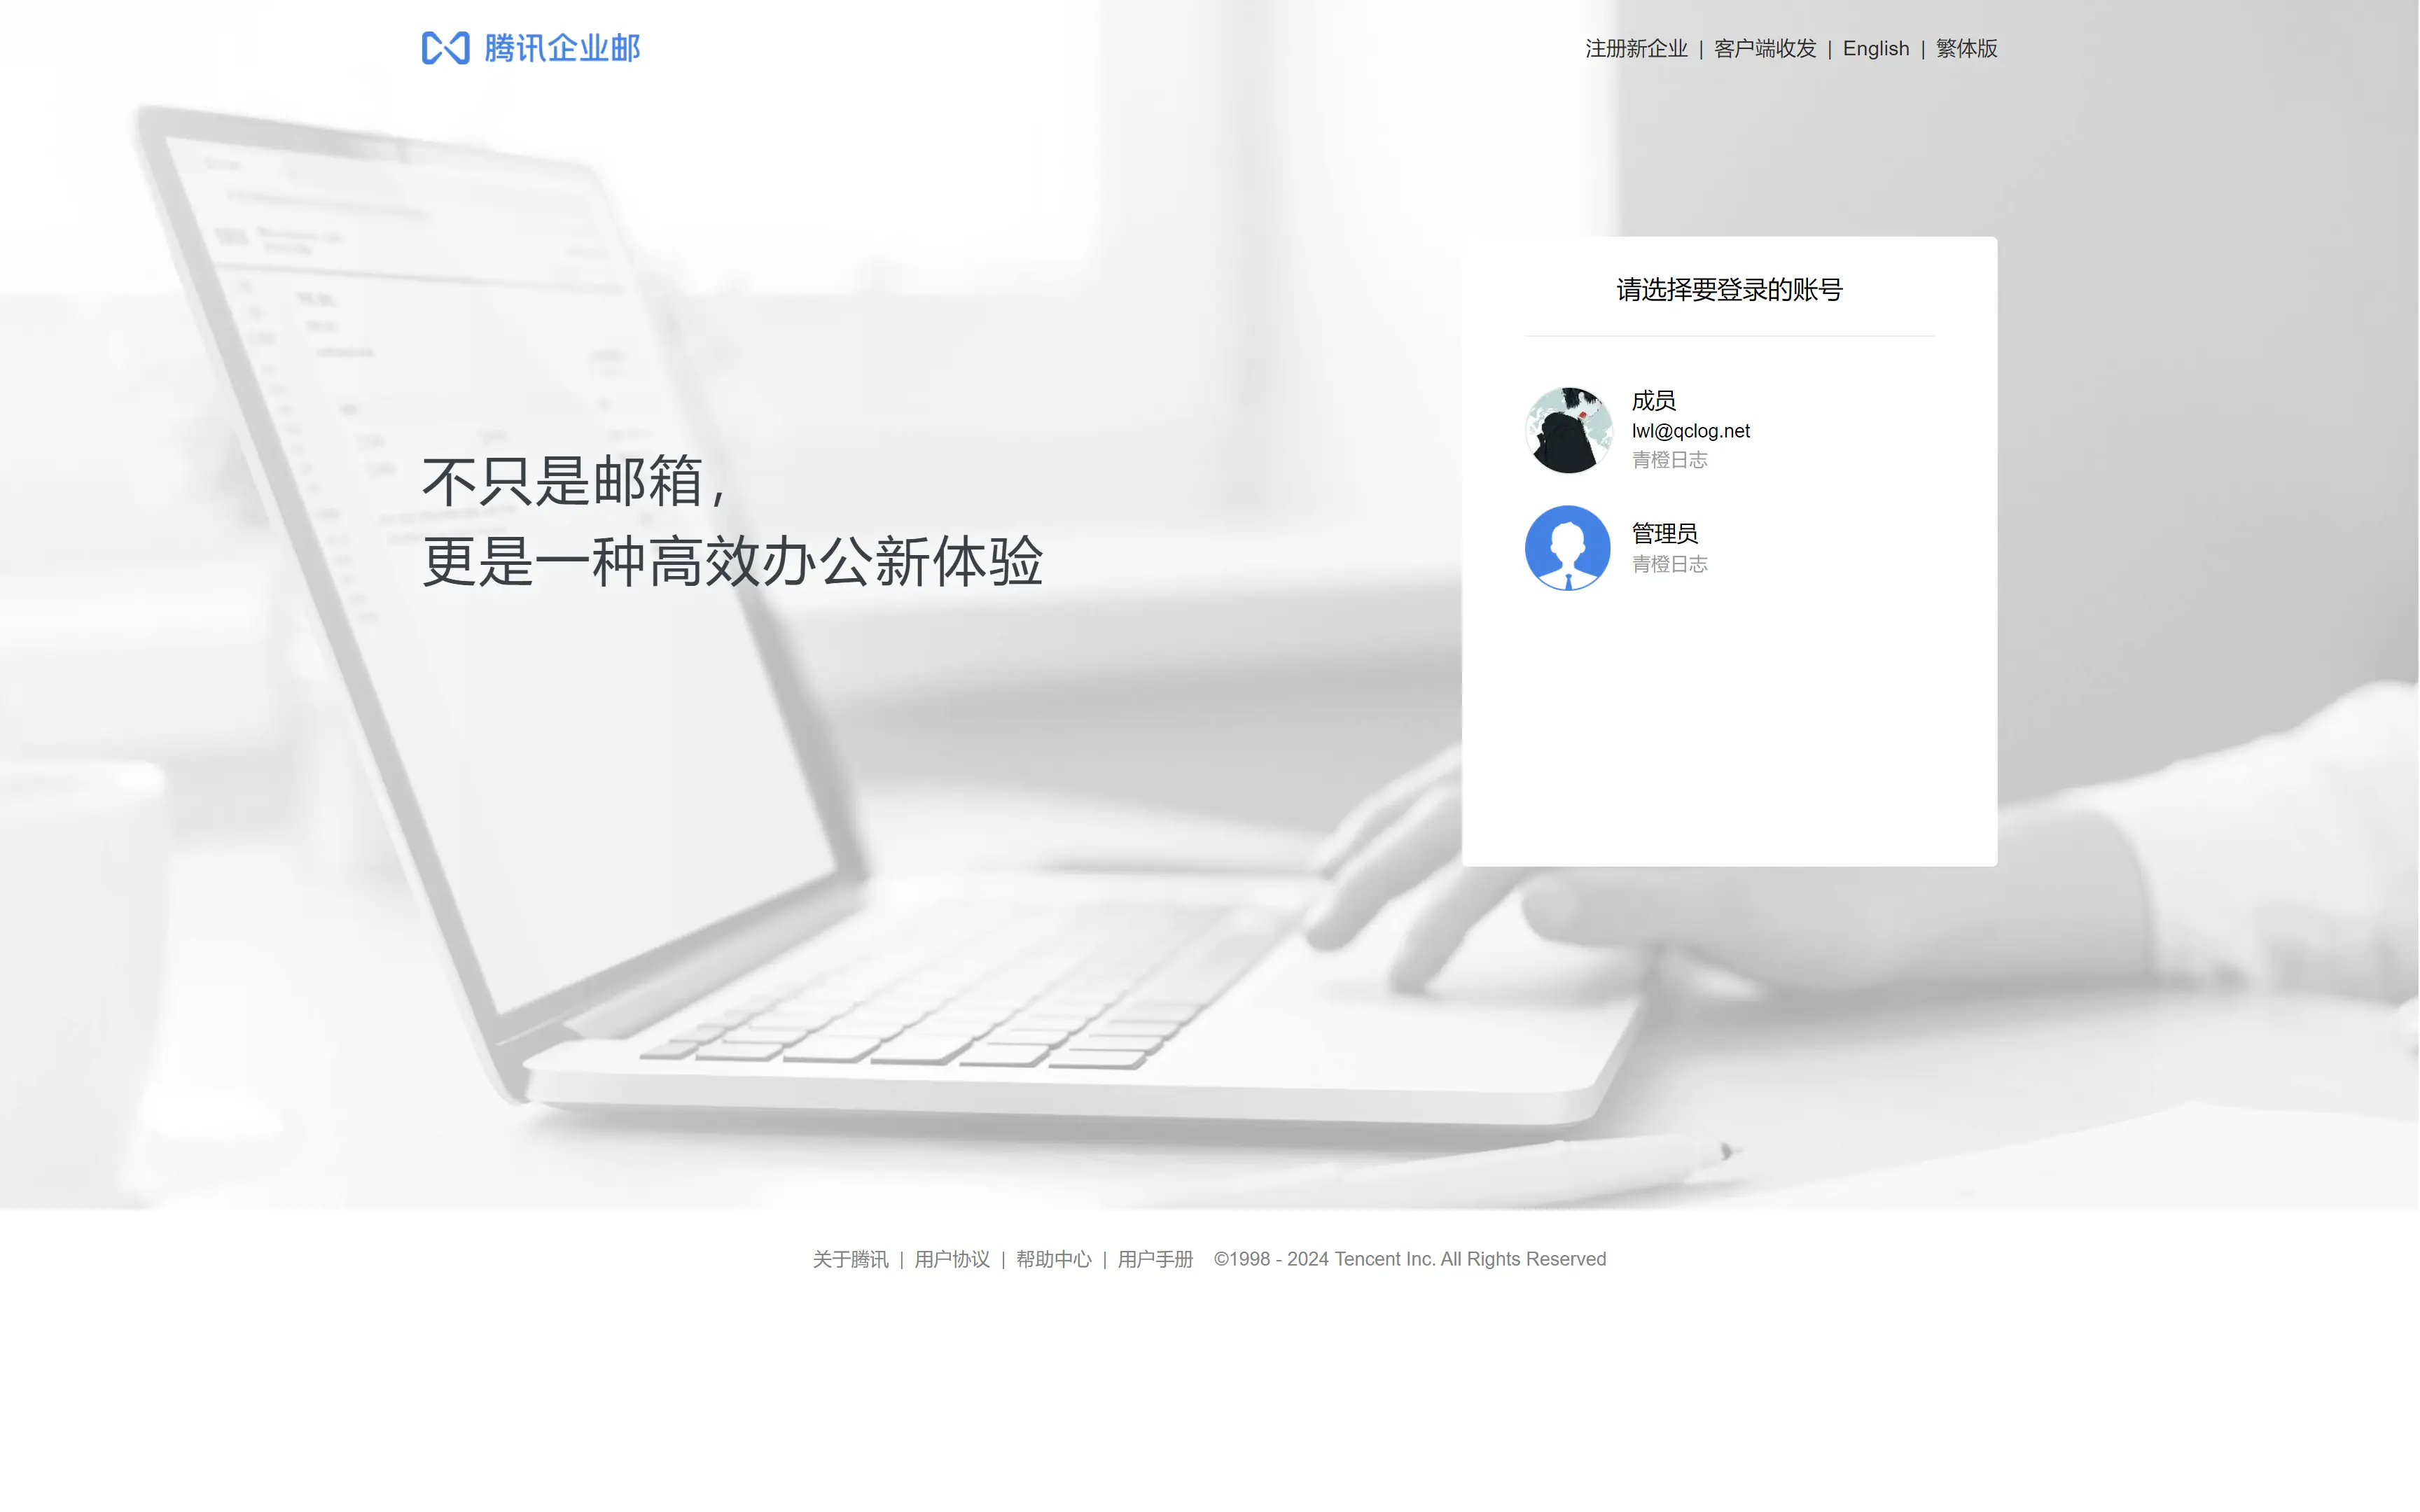 腾讯企业邮
注册新企业 | 客户端收发 | English | 繁体版
不只是邮箱，
更是一种高效办公新体验
请选择要登录的账号
成员
lwl@qclog.net
青橙日志
管理员
青橙日志
关于腾讯 | 用户协议 | 帮助中心 | 用户手册 ©1998 - 2024 Tencent Inc. All Rights Reserved